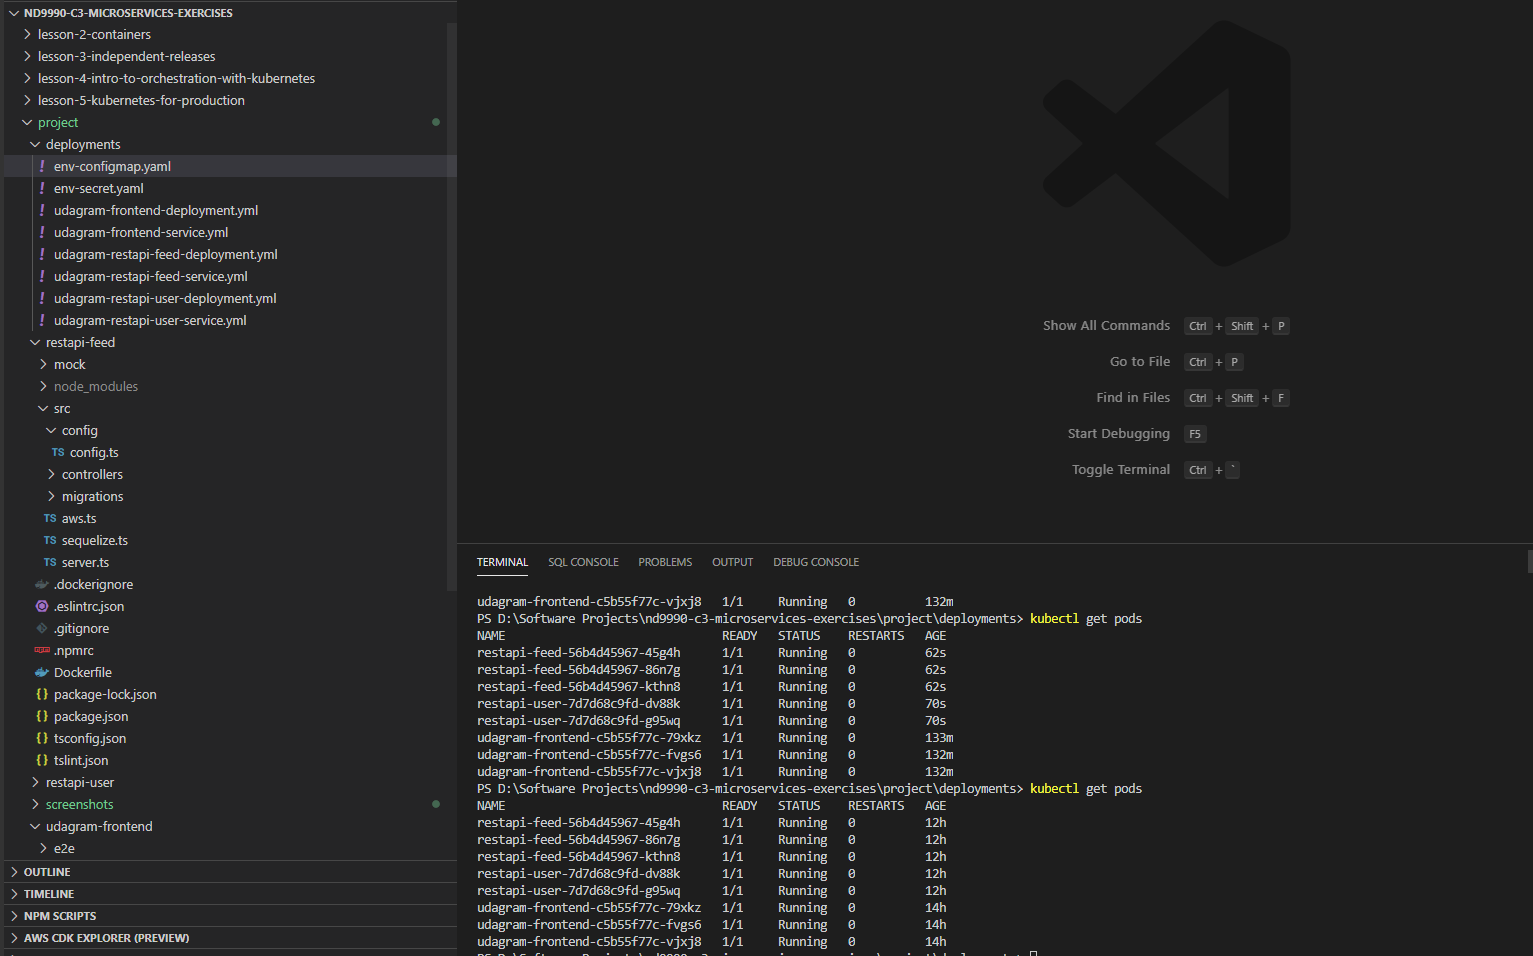 ND9990-C3-MICROSERVICES-EXERCISES
lesson-2-containers
lesson-3-independent-releases
lesson-4-intro-to-orchestration-with-kubernetes
lesson-5-kubernetes-for-production
project
deployments
! env-configmap.yaml
! env-secret.yaml
! udagram-frontend-deployment.yml
! udagram-frontend-service.yml
! udagram-restapi-feed-deployment.yml
! udagram-restapi-feed-service.yml
! udagram-restapi-user-deployment.yml
! udagram-restapi-user-service.yml
restapi-feed
mock
node_modules
src
config
TS config.ts
controllers
migrations
TS aws.ts
TS sequelize.ts
TS server.ts
.dockerignore
.eslintrc.json
.gitignore
.npmrc
Dockerfile
{} package-lock.json
{} package.json
{} tsconfig.json
{} tslint.json
restapi-user
screenshots
udagram-frontend
e2e
OUTLINE
TIMELINE
NPM SCRIPTS
AWS CDK EXPLORER (PREVIEW)
Show All Commands Ctrl + Shift + P
Go to File Ctrl + P
Find in Files Ctrl + Shift + F
Start Debugging F5
Toggle Terminal Ctrl + `
TERMINAL SQL CONSOLE PROBLEMS OUTPUT DEBUG CONSOLE
udagram-frontend-c5b55f77c-vjxj8 1/1 Running 0 132m
PS D:\Software Projects\nd9990-c3-microservices-exercises\project\deployments> kubectl get pods
NAME READY STATUS RESTARTS AGE
restapi-feed-56b4d45967-45g4h 1/1 Running 0 62s
restapi-feed-56b4d45967-86n7g 1/1 Running 0 62s
restapi-feed-56b4d45967-kthn8 1/1 Running 0 62s
restapi-user-7d7d68c9fd-dv88k 1/1 Running 0 70s
restapi-user-7d7d68c9fd-g95wq 1/1 Running 0 70s
udagram-frontend-c5b55f77c-79xkz 1/1 Running 0 133m
udagram-frontend-c5b55f77c-fvgs6 1/1 Running 0 132m
udagram-frontend-c5b55f77c-vjxj8 1/1 Running 0 132m
PS D:\Software Projects\nd9990-c3-microservices-exercises\project\deployments> kubectl get pods
NAME READY STATUS RESTARTS AGE
restapi-feed-56b4d45967-45g4h 1/1 Running 0 12h
restapi-feed-56b4d45967-86n7g 1/1 Running 0 12h
restapi-feed-56b4d45967-kthn8 1/1 Running 0 12h
restapi-user-7d7d68c9fd-dv88k 1/1 Running 0 12h
restapi-user-7d7d68c9fd-g95wq 1/1 Running 0 12h
udagram-frontend-c5b55f77c-79xkz 1/1 Running 0 14h
udagram-frontend-c5b55f77c-fvgs6 1/1 Running 0 14h
udagram-frontend-c5b55f77c-vjxj8 1/1 Running 0 14h